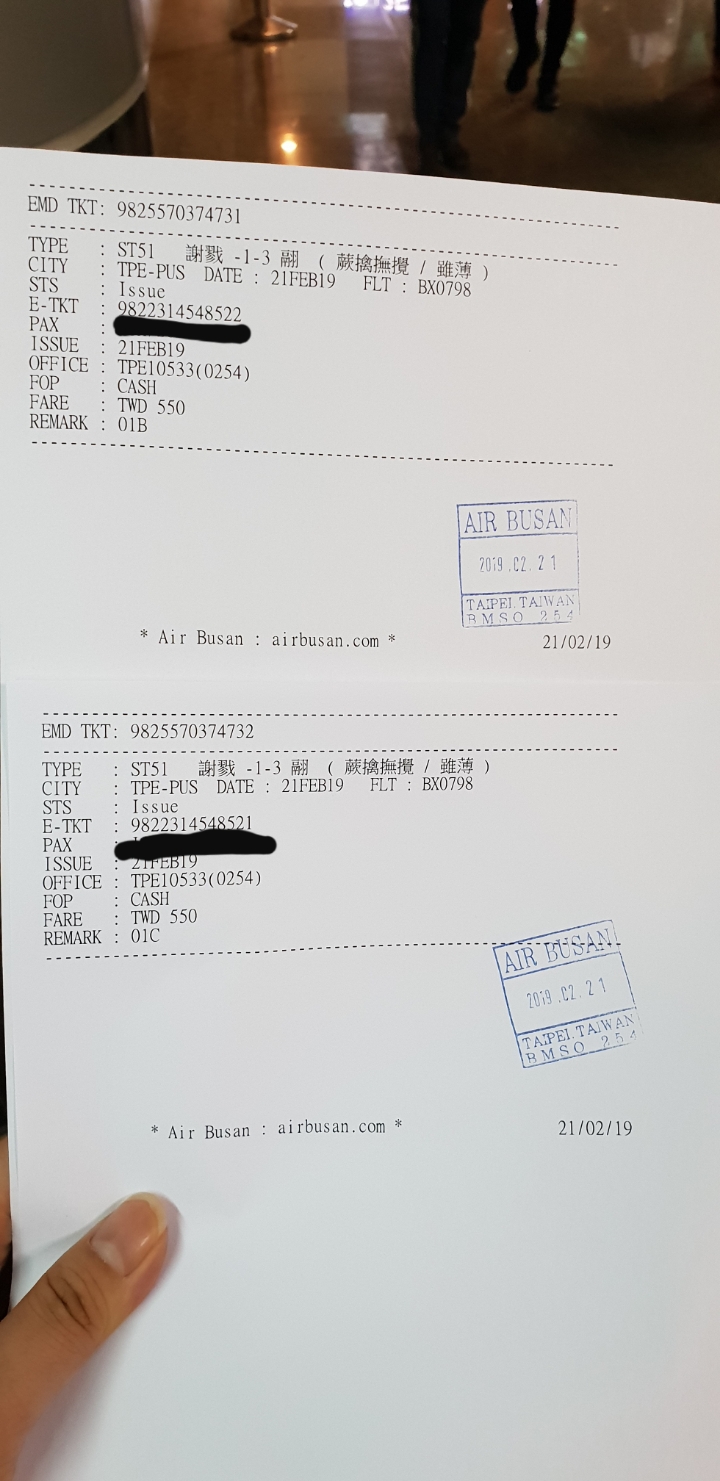 EMD TKT: 9825570374731
TYPE : ST51 謝戮 -1-3 翮 ( 蕨擒撫攪 / 雖薄 )
CITY : TPE-PUS DATE : 21FEB19 FLT : BX0798
STS : Issue
E-TKT : 9822314548522
PAX :
ISSUE : 21FEB19
OFFICE : TPE10533(0254)
FOP : CASH
FARE : TWD 550
REMARK : 01B
AIR BUSAN
2019.02.21
TAIPEI.TAIWAN
BMSO 254
* Air Busan : airbusan.com *
21/02/19
EMD TKT: 9825570374732
TYPE : ST51 謝戮 -1-3 翮 ( 蕨擒撫攪 / 雖薄 )
CITY : TPE-PUS DATE : 21FEB19 FLT : BX0798
STS : Issue
E-TKT : 9822314548521
PAX :
ISSUE : 21FEB19
OFFICE : TPE10533(0254)
FOP : CASH
FARE : TWD 550
REMARK : 01C
AIR BUSAN
2019.02.21
TAIPEI.TAIWAN
BMSO 254
* Air Busan : airbusan.com *
21/02/19